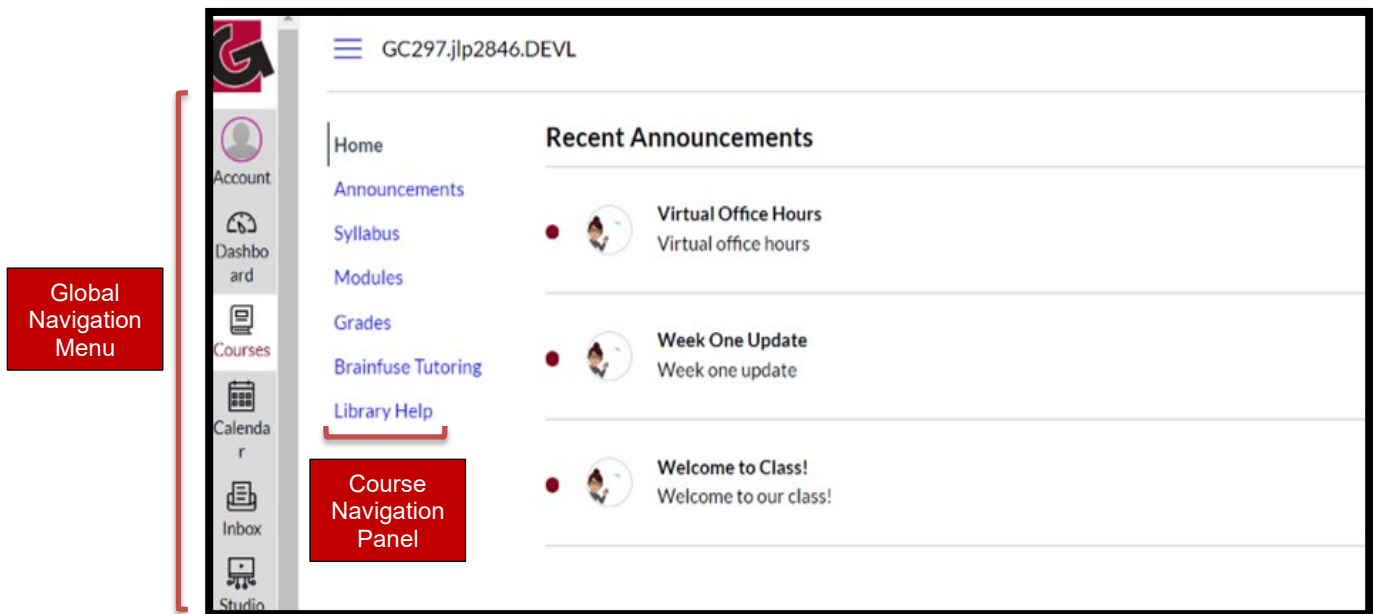 GC297.jlp2846.DEVL
Global
Navigation
Menu
Account
Dashbo
ard
Courses
Calenda
r
Inbox
Studio
Home
Announcements
Syllabus
Modules
Grades
Brainfuse Tutoring
Library Help
Course
Navigation
Panel
Recent Announcements
Virtual Office Hours
Virtual office hours
Week One Update
Week one update
Welcome to Class!
Welcome to our class!